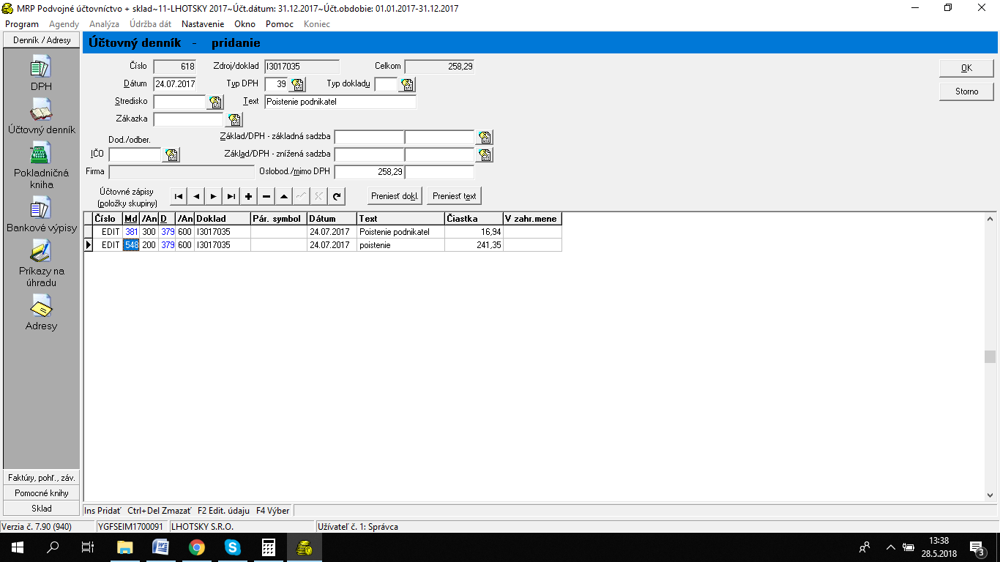 MRP Podvojné účtovníctvo + sklad~11-LHOTSKY 2017~Účt.dátum: 31.12.2017~Účt.obdobie: 01.01.2017-31.12.2017
Program Agendy Analýza Údržba dát Nastavenie Okno Pomoc Koniec
Denník / Adresy
Účtovný denník - pridanie
Číslo 618 Zdroj/doklad I3017035 Celkom 258,29 OK
Dátum 24.07.2017 Typ DPH 39 Typ dokladu
Storno
Stredisko Text Poistenie podnikatel
Zákazka
Dod./odber. Základ/DPH - základná sadzba
IČO Základ/DPH - znížená sadzba
Firma Oslobod./mimo DPH 258,29
Účtovné zápisy
(položky skupiny)
Preniesť dokl. Preniesť text
Číslo Md /An D /An Doklad Pár. symbol Dátum Text Čiastka V zahr.mene
EDIT 381 300 379 600 I3017035 24.07.2017 Poistenie podnikatel 16,94
EDIT 548 200 379 600 I3017035 24.07.2017 poistenie 241,35
DPH
Účtovný denník
Pokladničná
kniha
Bankové výpisy
Príkazy na
úhradu
Adresy
Faktúry, pohľ., záv.
Pomocné knihy
Sklad
Ins Pridať Ctrl+Del Zmazať F2 Edit. údaju F4 Výber
Verzia č. 7.90 (940) YGFSEIM1700091 LHOTSKY S.R.O. Užívateľ č. 1: Správca
13:38
28.5.2018
3